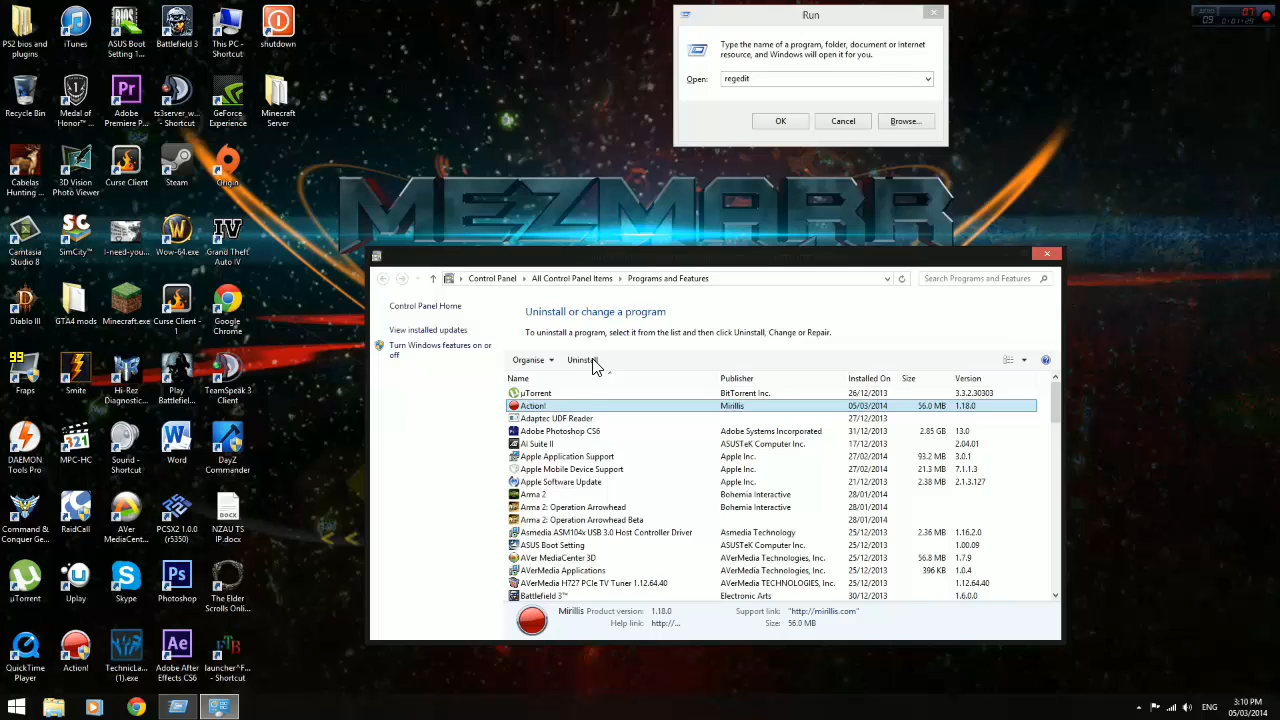 PS2 bios and
plugins
iTunes
ASUS Boot
Setting 1....
Battlefield 3
This PC -
Shortcut
shutdown
Recycle Bin
Medal of
Honor™ ...
Adobe
Premiere P...
ts3server_w...
- Shortcut
GeForce
Experience
Minecraft
Server
Cabelas
Hunting ...
3D Vision
Photo Viewer
Curse Client
Steam
Origin
Camtasia
Studio 8
SimCity™
i-need-you...
Wow-64.exe
Grand Theft
Auto IV
Diablo III
GTA4 mods
Minecraft.exe
Curse Client -
1
Google
Chrome
99
Fraps
Smite
Hi-Rez
Diagnostic...
Play
Battlefield...
TeamSpeak 3
Client
DAEMON
Tools Pro
321
MPC-HC
Sound -
Shortcut
Word
DayZ
Commander
Command &
Conquer Ge...
RaidCall
AVer
MediaCent...
PCSX2 1.0.0
(r5350)
DOCX
NZAU TS
IP.docx
µTorrent
Uplay
Skype
Photoshop
The Elder
Scrolls Onli...
QuickTime
Player
Action!
TechnicLa...
(1).exe
Adobe After
Effects CS6
launcher^F...
- Shortcut
MEZMARR
Run
Type the name of a program, folder, document or Internet
resource, and Windows will open it for you.
Open: regedit
OK Cancel Browse...
Control Panel All Control Panel Items Programs and Features
Search Programs and Features
Control Panel Home
View installed updates
Turn Windows features on or
off
Uninstall or change a program
To uninstall a program, select it from the list and then click Uninstall, Change or Repair.
Organise Uninstall
Name Publisher Installed On Size Version
µTorrent BitTorrent Inc. 26/12/2013 3.3.2.30303
Action! Mirillis 05/03/2014 56.0 MB 1.18.0
Adaptec UDF Reader 27/12/2013
Adobe Photoshop CS6 Adobe Systems Incorporated 31/12/2013 2.85 GB 13.0
AI Suite II ASUSTeK Computer Inc. 17/12/2013 2.04.01
Apple Application Support Apple Inc. 27/02/2014 93.2 MB 3.0.1
Apple Mobile Device Support Apple Inc. 27/02/2014 21.3 MB 7.1.1.3
Apple Software Update Apple Inc. 21/12/2013 2.38 MB 2.1.3.127
Arma 2 Bohemia Interactive 28/01/2014
Arma 2: Operation Arrowhead Bohemia Interactive 28/01/2014
Arma 2: Operation Arrowhead Beta 28/01/2014
Asmedia ASM104x USB 3.0 Host Controller Driver Asmedia Technology 25/12/2013 2.36 MB 1.16.2.0
ASUS Boot Setting ASUSTeK Computer Inc. 25/12/2013 1.00.09
AVer MediaCenter 3D AVerMedia Technologies, Inc. 25/12/2013 56.8 MB 1.7.9
AVerMedia Applications AVerMedia Technologies, Inc. 25/12/2013 396 KB 1.0.4
AVerMedia H727 PCIe TV Tuner 1.12.64.40 AVerMedia TECHNOLOGIES, Inc. 25/12/2013 1.12.64.40
Battlefield 3™ Electronic Arts 30/12/2013 1.6.0.0
Mirillis Product version: 1.18.0 Support link: "http://mirillis.com"
Help link: http://... Size: 56.0 MB
ENG
3:10 PM
05/03/2014